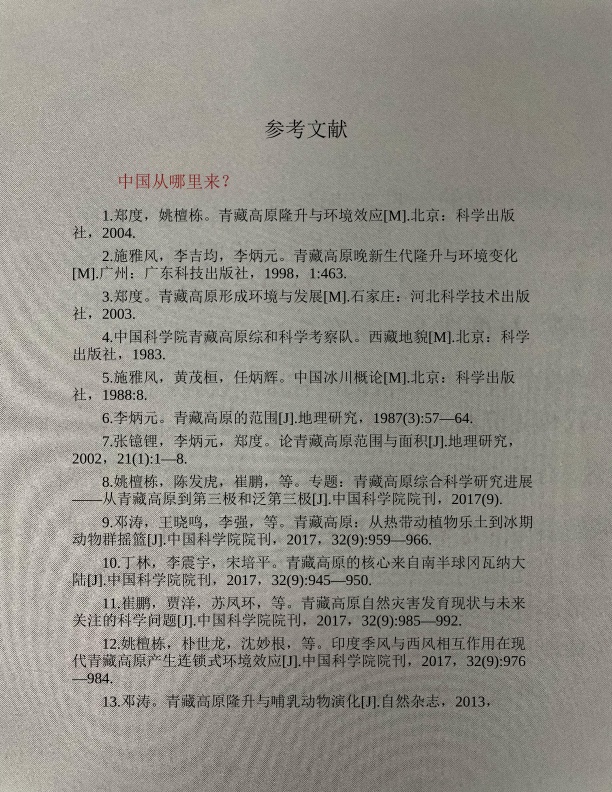 参考文献
中国从哪里来？
1.郑度，姚檀栋。青藏高原隆升与环境效应[M].北京：科学出版
社，2004.
2.施雅风，李吉均，李炳元。青藏高原晚新生代隆升与环境变化
[M].广州：广东科技出版社，1998，1:463.
3.郑度。青藏高原形成环境与发展[M].石家庄：河北科学技术出版
社，2003.
4.中国科学院青藏高原综和科学考察队。西藏地貌[M].北京：科学
出版社，1983.
5.施雅风，黄茂桓，任炳辉。中国冰川概论[M].北京：科学出版
社，1988:8.
6.李炳元。青藏高原的范围[J].地理研究，1987(3):57—64.
7.张镱锂，李炳元，郑度。论青藏高原范围与面积[J].地理研究，
2002，21(1):1—8.
8.姚檀栋，陈发虎，崔鹏，等。专题：青藏高原综合科学研究进展
——从青藏高原到第三极和泛第三极[J].中国科学院院刊，2017(9).
9.邓涛，王晓鸣，李强，等。青藏高原：从热带动植物乐土到冰期
动物群摇篮[J].中国科学院院刊，2017，32(9):959—966.
10.丁林，李震宇，宋培平。青藏高原的核心来自南半球冈瓦纳大
陆[J].中国科学院院刊，2017，32(9):945—950.
11.崔鹏，贾洋，苏凤环，等。青藏高原自然灾害发育现状与未来
关注的科学问题[J].中国科学院院刊，2017，32(9):985—992.
12.姚檀栋，朴世龙，沈妙根，等。印度季风与西风相互作用在现
代青藏高原产生连锁式环境效应[J].中国科学院院刊，2017，32(9):976
—984.
13.邓涛。青藏高原隆升与哺乳动物演化[J].自然杂志，2013，